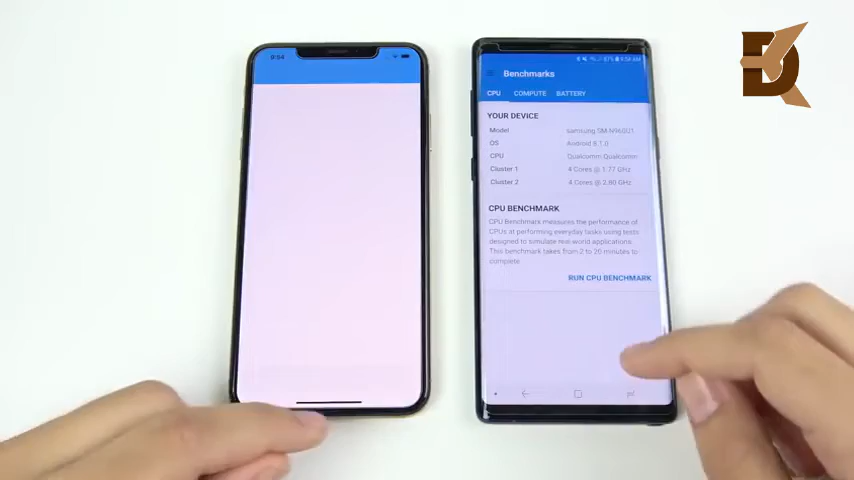 9:04
Benchmarks
CPU COMPUTE BATTERY
YOUR DEVICE
Model samsung SM-N960U1
OS Android 8.1.0
CPU Qualcomm Qualcomm
Cluster 1 4 Cores @ 1.77 GHz
Cluster 2 4 Cores @ 2.80 GHz
CPU BENCHMARK
CPU Benchmark measures the performance of
CPUs at performing everyday tasks using tests
designed to simulate real-world applications.
This benchmark takes from 2 to 20 minutes to
complete.
RUN CPU BENCHMARK